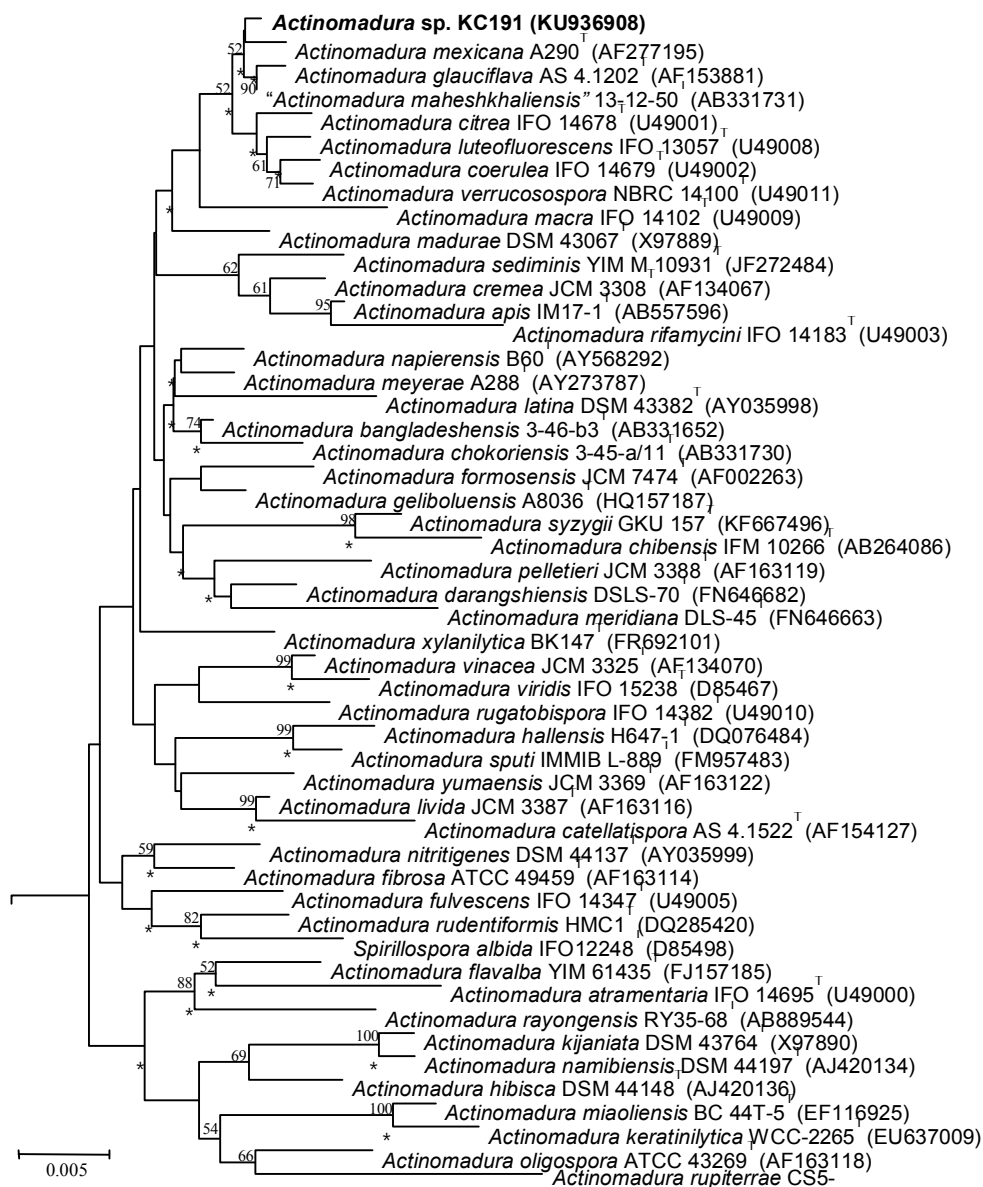 Actinomadura sp. KC191 (KU936908)
Actinomadura mexicana A290T (AF277195)
Actinomadura glauciflava AS 4.1202T (AF153881)
"Actinomadura maheshkhaliensis" 13-12-50T (AB331731)
Actinomadura citrea IFO 14678T (U49001)
Actinomadura luteofluorescens IFO 13057T (U49008)
Actinomadura coerulea IFO 14679T (U49002)
Actinomadura verrucosospora NBRC 14100T (U49011)
Actinomadura macra IFO 14102T (U49009)
Actinomadura madurae DSM 43067T (X97889)
Actinomadura sediminis YIM M 10931T (JF272484)
Actinomadura cremea JCM 3308T (AF134067)
Actinomadura apis IM17-1T (AB557596)
Actinomadura rifamycini IFO 14183T (U49003)
Actinomadura napierensis B60T (AY568292)
Actinomadura meyerae A288T (AY273787)
Actinomadura latina DSM 43382T (AY035998)
Actinomadura bangladeshensis 3-46-b3T (AB331652)
Actinomadura chokoriensis 3-45-a/11T (AB331730)
Actinomadura formosensis JCM 7474T (AF002263)
Actinomadura geliboluensis A8036T (HQ157187)
Actinomadura syzygii GKU 157T (KF667496)
Actinomadura chibensis IFM 10266T (AB264086)
Actinomadura pelletieri JCM 3388T (AF163119)
Actinomadura darangshiensis DSLS-70T (FN646682)
Actinomadura meridiana DLS-45T (FN646663)
Actinomadura xylanilytica BK147T (FR692101)
Actinomadura vinacea JCM 3325T (AF134070)
Actinomadura viridis IFO 15238T (D85467)
Actinomadura rugatobispora IFO 14382T (U49010)
Actinomadura hallensis H647-1T (DQ076484)
Actinomadura sputi IMMIB L-889T (FM957483)
Actinomadura yumaensis JCM 3369T (AF163122)
Actinomadura livida JCM 3387T (AF163116)
Actinomadura catellatispora AS 4.1522T (AF154127)
Actinomadura nitritigenes DSM 44137T (AY035999)
Actinomadura fibrosa ATCC 49459T (AF163114)
Actinomadura fulvescens IFO 14347T (U49005)
Actinomadura rudentiformis HMC1T (DQ285420)
Spirillospora albida IFO12248T (D85498)
Actinomadura flavalba YIM 61435T (FJ157185)
Actinomadura atramentaria IFO 14695T (U49000)
Actinomadura rayongensis RY35-68T (AB889544)
Actinomadura kijaniata DSM 43764T (X97890)
Actinomadura namibiensis DSM 44197T (AJ420134)
Actinomadura hibisca DSM 44148T (AJ420136)
Actinomadura miaoliensis BC 44T-5T (EF116925)
Actinomadura keratinilytica WCC-2265T (EU637009)
Actinomadura oligospora ATCC 43269T (AF163118)
Actinomadura rupiterrae CS5-
52
*
90
52
*
*
61
71
*
62
61
95
*
*
74
*
98
*
*
*
99
*
99
*
99
*
59
*
*
82
*
52
*
88
*
*
100
*
69
100
*
54
66
0.005